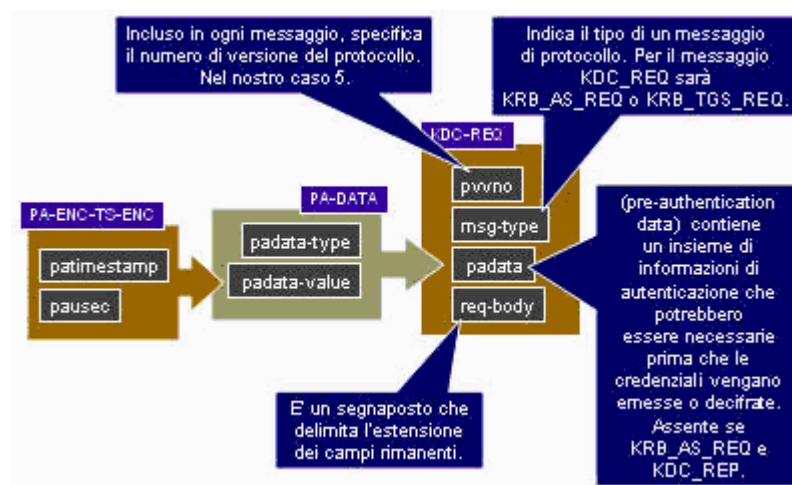 Incluso in ogni messaggio, specifica
il numero di versione del protocollo.
Nel nostro caso 5.
Indica il tipo di un messaggio
di protocollo. Per il messaggio
KDC_REQ sarà
KRB_AS_REQ o KRB_TGS_REQ.
KDC-REQ
pvvno
msg-type
padata
req-body
PA-DATA
padata-type
padata-value
PA-ENC-TS-ENC
patimestamp
pausec
(pre-authentication
data) contiene
un insieme di
informazioni di
autenticazione che
potrebbero
essere necessarie
prima che le
credenziali vengano
emesse o decifrate.
Assente se
KRB_AS_REQ e
KDC_REP.
E' un segnaposto che
delimita l'estensione
dei campi rimanenti.